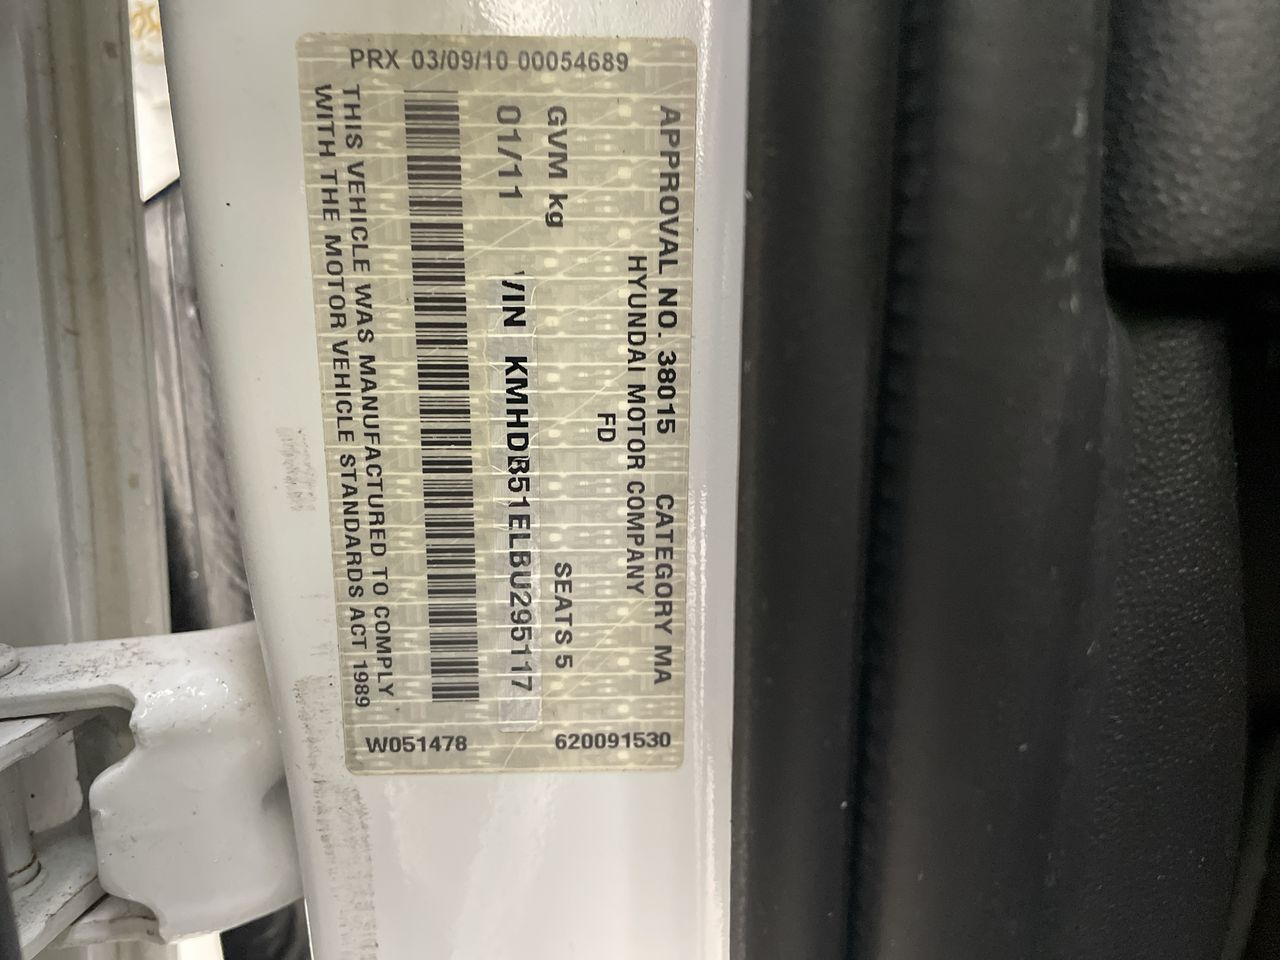 PRX 03/09/10 00054689
APPROVAL NO. 38015 CATEGORY MA
HYUNDAI MOTOR COMPANY
FD
GVM kg SEATS 5
01/11 VIN KMHDB51ELBU295117
THIS VEHICLE WAS MANUFACTURED TO COMPLY
WITH THE MOTOR VEHICLE STANDARDS ACT 1989
W051478 620091530